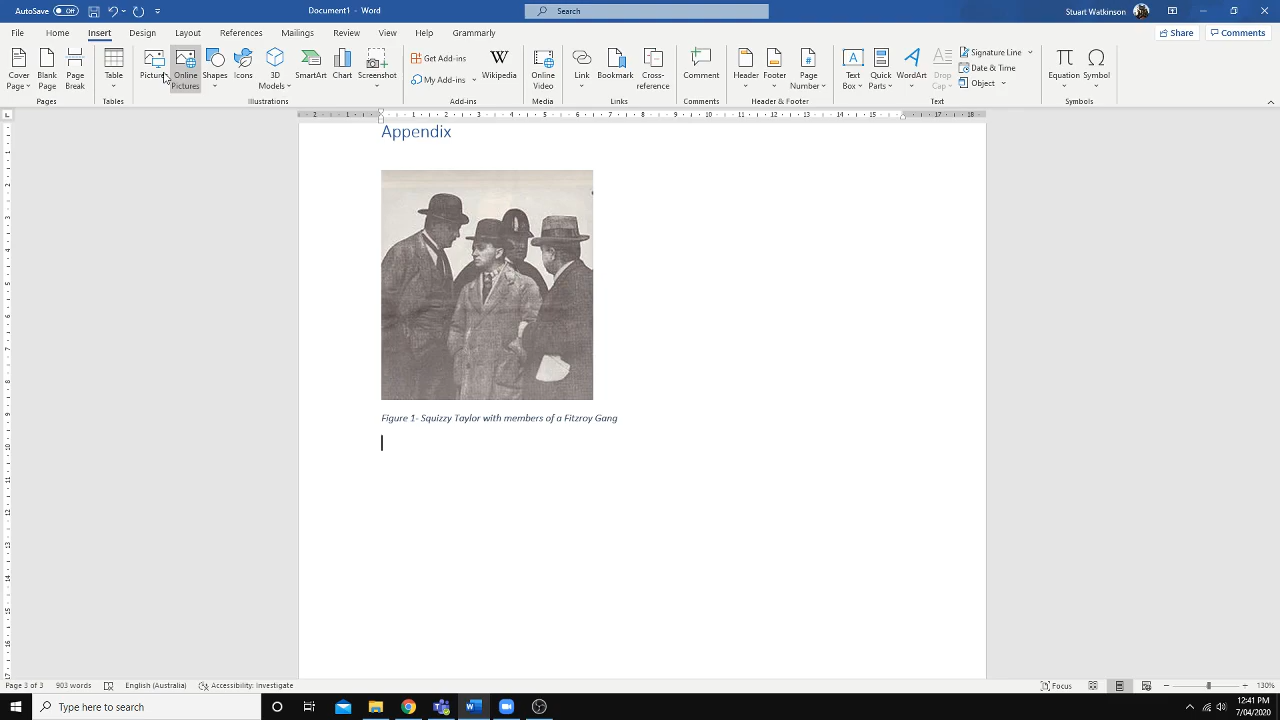 AutoSave Off
Document1 - Word
Search
Stuart Watkinson
File Home Insert Design Layout References Mailings Review View Help Grammarly
Share Comments
Cover Page
Blank Page
Page Break
Table
Pictures
Online Pictures
Shapes
Icons
3D Models
SmartArt
Chart
Screenshot
Get Add-ins
My Add-ins
Wikipedia
Online Video
Link
Bookmark
Cross-reference
Comment
Header
Footer
Page Number
Text Box
Quick Parts
WordArt
Drop Cap
Signature Line
Date & Time
Object
Equation
Symbol
Pages Tables Illustrations Add-ins Media Links Comments Header & Footer Text Symbols
Appendix
Figure 1- Squizzy Taylor with members of a Fitzroy Gang
Page 3 of 3 903 words English (Australia) Accessibility: Investigate
Focus
130%
Type here to search
12:41 PM
7/04/2020